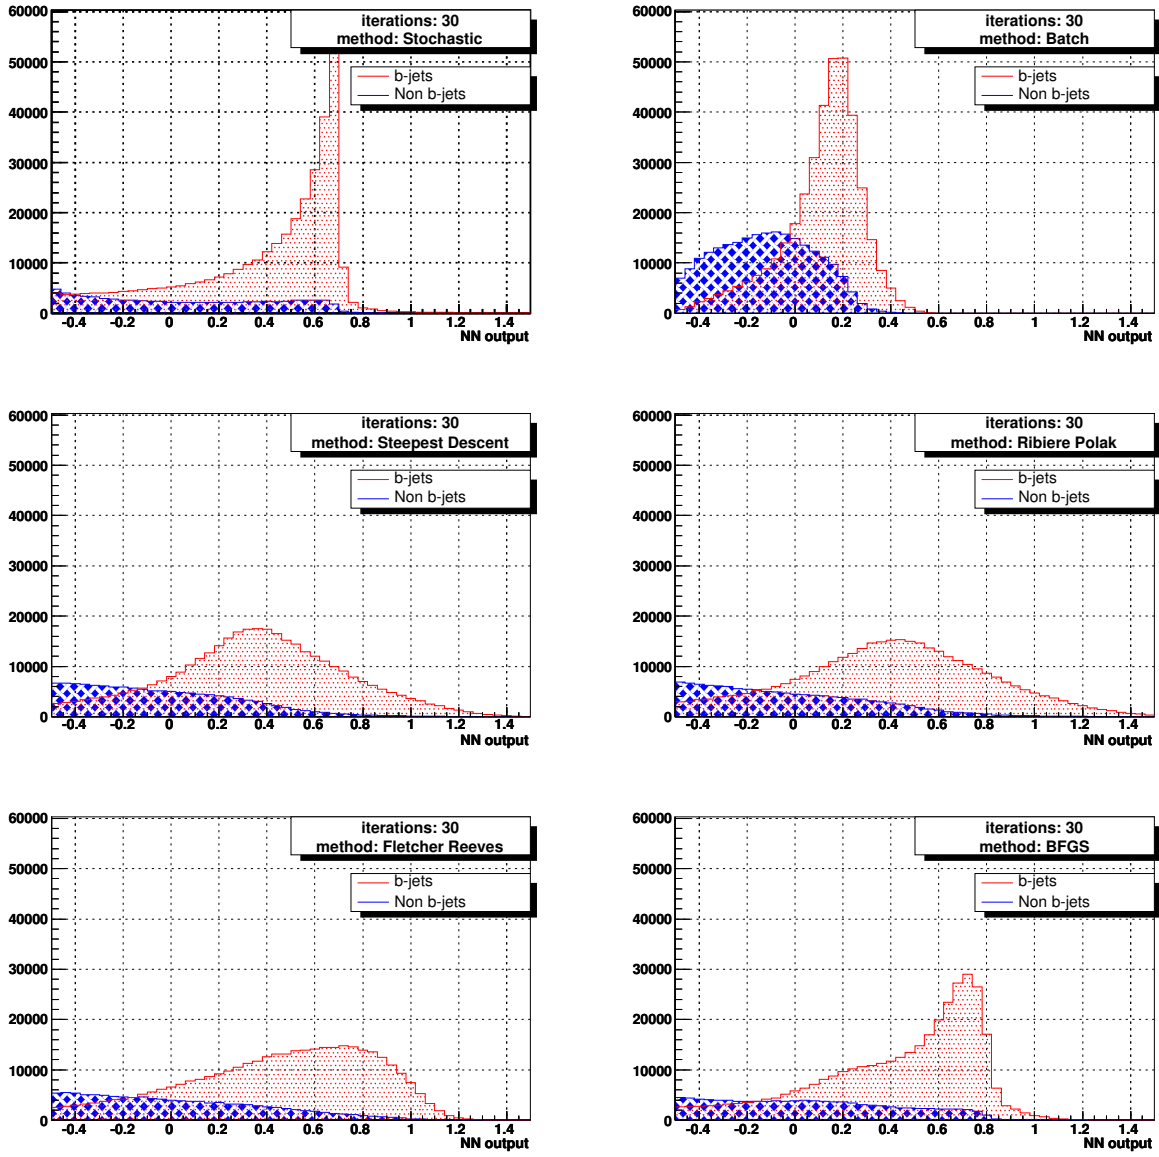 iterations: 30
method: Stochastic
b-jets
Non b-jets
60000
50000
40000
30000
20000
10000
0
-0.4 -0.2 0 0.2 0.4 0.6 0.8 1 1.2 1.4
NN output
iterations: 30
method: Batch
b-jets
Non b-jets
60000
50000
40000
30000
20000
10000
0
-0.4 -0.2 0 0.2 0.4 0.6 0.8 1 1.2 1.4
NN output
iterations: 30
method: Steepest Descent
b-jets
Non b-jets
60000
50000
40000
30000
20000
10000
0
-0.4 -0.2 0 0.2 0.4 0.6 0.8 1 1.2 1.4
NN output
iterations: 30
method: Ribiere Polak
b-jets
Non b-jets
60000
50000
40000
30000
20000
10000
0
-0.4 -0.2 0 0.2 0.4 0.6 0.8 1 1.2 1.4
NN output
iterations: 30
method: Fletcher Reeves
b-jets
Non b-jets
60000
50000
40000
30000
20000
10000
0
-0.4 -0.2 0 0.2 0.4 0.6 0.8 1 1.2 1.4
NN output
iterations: 30
method: BFGS
b-jets
Non b-jets
60000
50000
40000
30000
20000
10000
0
-0.4 -0.2 0 0.2 0.4 0.6 0.8 1 1.2 1.4
NN output